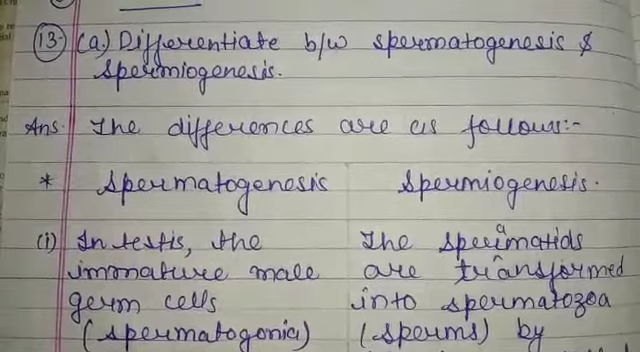 (13) (a) Differentiate b/w spermatogenesis &
spermiogenesis.
Ans. The differences are as follows:-
* Spermatogenesis Spermiogenesis.
(i) In testis, the The spermatids
immature male are transformed
germ cells into spermatozoa
(spermatogonia) (sperms) by